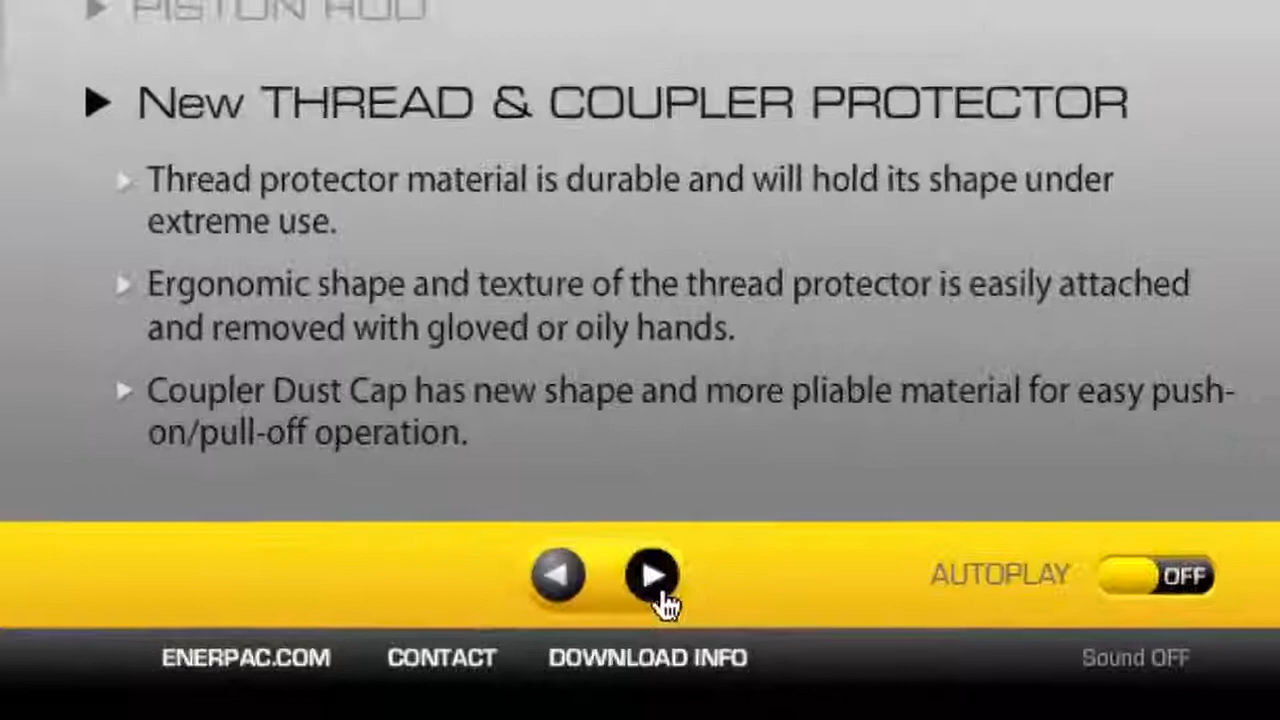 PISTON ROD
New THREAD & COUPLER PROTECTOR
Thread protector material is durable and will hold its shape under
extreme use.
Ergonomic shape and texture of the thread protector is easily attached
and removed with gloved or oily hands.
Coupler Dust Cap has new shape and more pliable material for easy push-
on/pull-off operation.
AUTOPLAY OFF
ENERPAC.COM CONTACT DOWNLOAD INFO Sound OFF